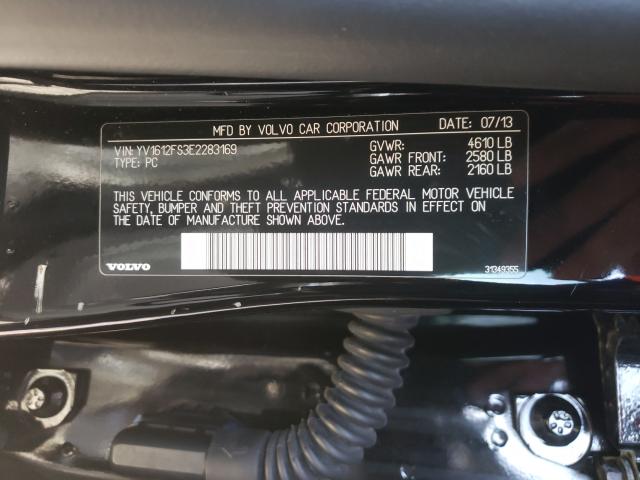 MFD BY VOLVO CAR CORPORATION DATE: 07/13
VIN: YV1612FS3E2283169 GVWR: 4610 LB
TYPE: PC GAWR FRONT: 2580 LB
GAWR REAR: 2160 LB
THIS VEHICLE CONFORMS TO ALL APPLICABLE FEDERAL MOTOR VEHICLE
SAFETY, BUMPER AND THEFT PREVENTION STANDARDS IN EFFECT ON
THE DATE OF MANUFACTURE SHOWN ABOVE.
VOLVO 31349355